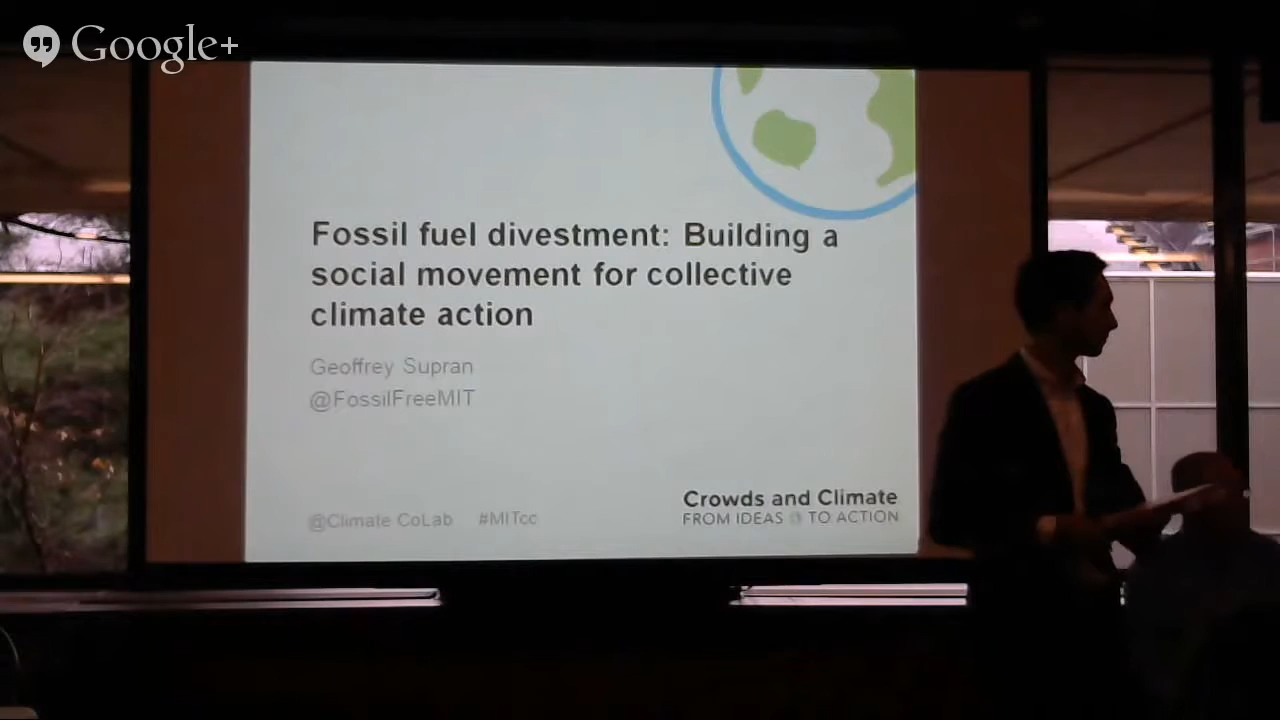 Google+
Fossil fuel divestment: Building a
social movement for collective
climate action
Geoffrey Supran
@FossilFreeMIT
@Climate CoLab #MITcc
Crowds and Climate
FROM IDEAS TO ACTION